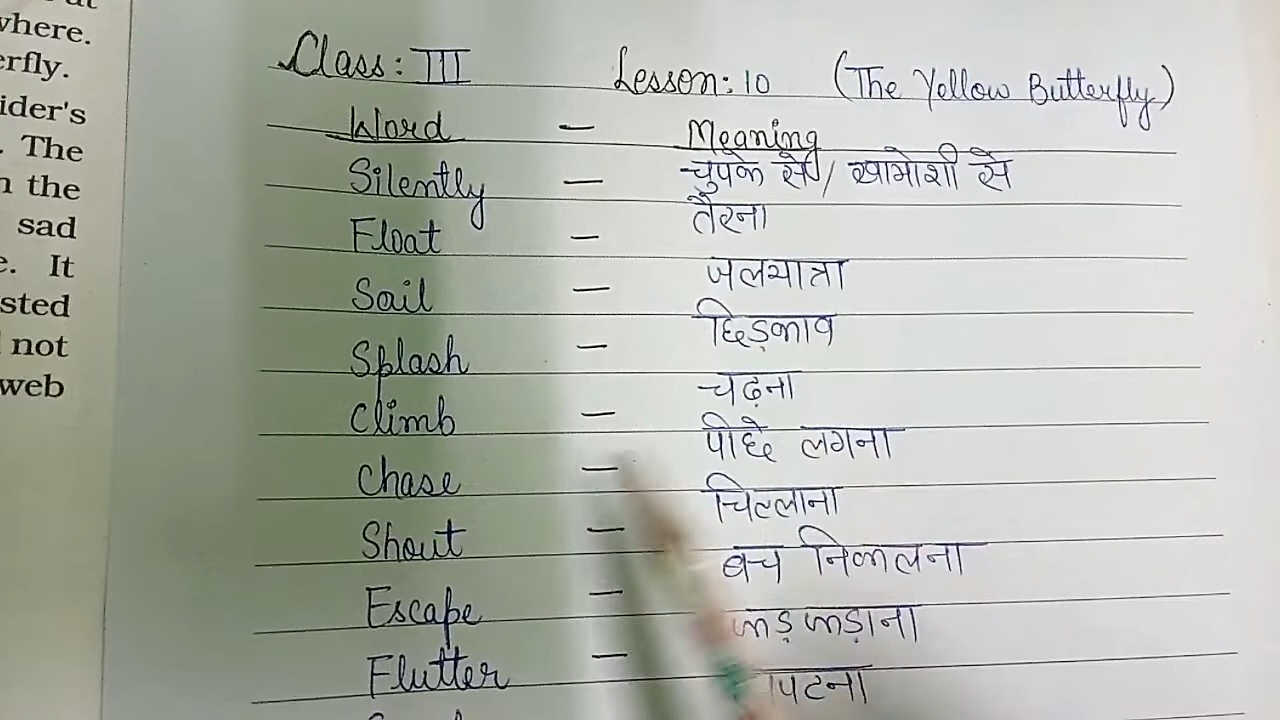 where.
erfly.
ider's
The
the
sad
It
sted
not
web
Class: III Lesson: 10 (The Yellow Butterfly)
Word - Meaning
Silently - चुपके से / खामोशी से
Float - तैरना
Sail - जलयात्रा
Splash - छिड़काव
Climb - चढ़ना
Chase - पीछे लगना
Shout - चिल्लाना
Escape - बच निकलना
Flutter - फड़फड़ाना